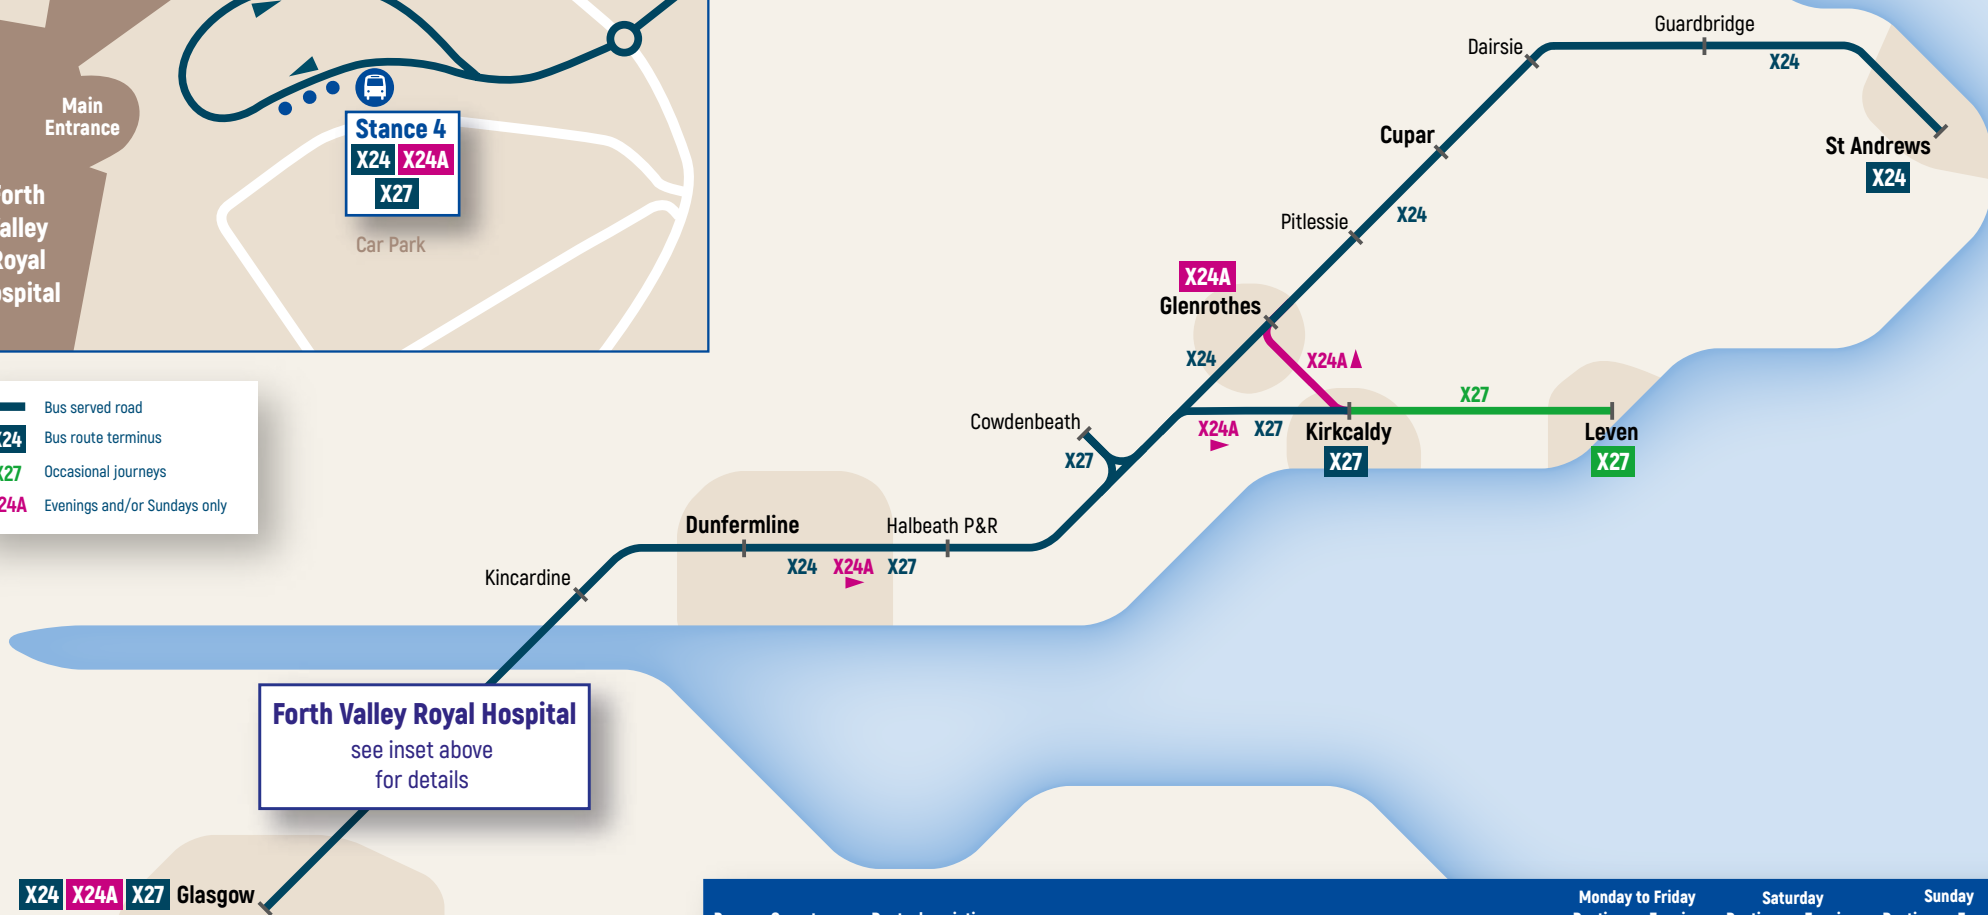 Main
Entrance
Stance 4
X24 X24A
X27
Car Park
Royal
Bus served road
X24 Bus route terminus
X27 Occasional journeys
Evenings and/or Sundays only
Guardbridge
Dairsie
X24
Cupar
St Andrews
X24
Pitlessie
X24
X24A
Glenrothes
X24
X24A
X27
Cowdenbeath
X27
X24A X27
Kirkcaldy
X27
Leven
X27
Dunfermline
Halbeath P&R
X24 X24A X27
Kincardine
Forth Valley Royal Hospital
see inset above
for details
X24 X24A X27 Glasgow
Monday to Friday Saturday Sunday